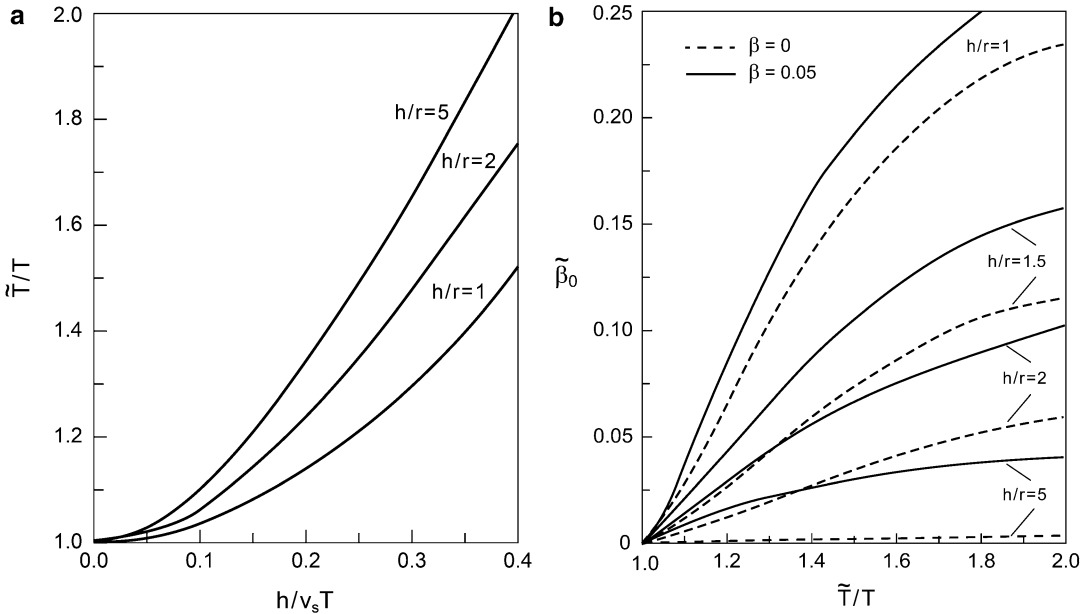 a
2.0
1.8
1.6
1.4
1.2
1.0
0.0
0.1
0.2
0.3
0.4
T̃/T
h/vₛT
h/r=5
h/r=2
h/r=1
b
0.25
0.20
0.15
0.10
0.05
0
1.0
1.2
1.4
1.6
1.8
2.0
β̃₀
T̃/T
β = 0
β = 0.05
h/r=1
h/r=1.5
h/r=2
h/r=5